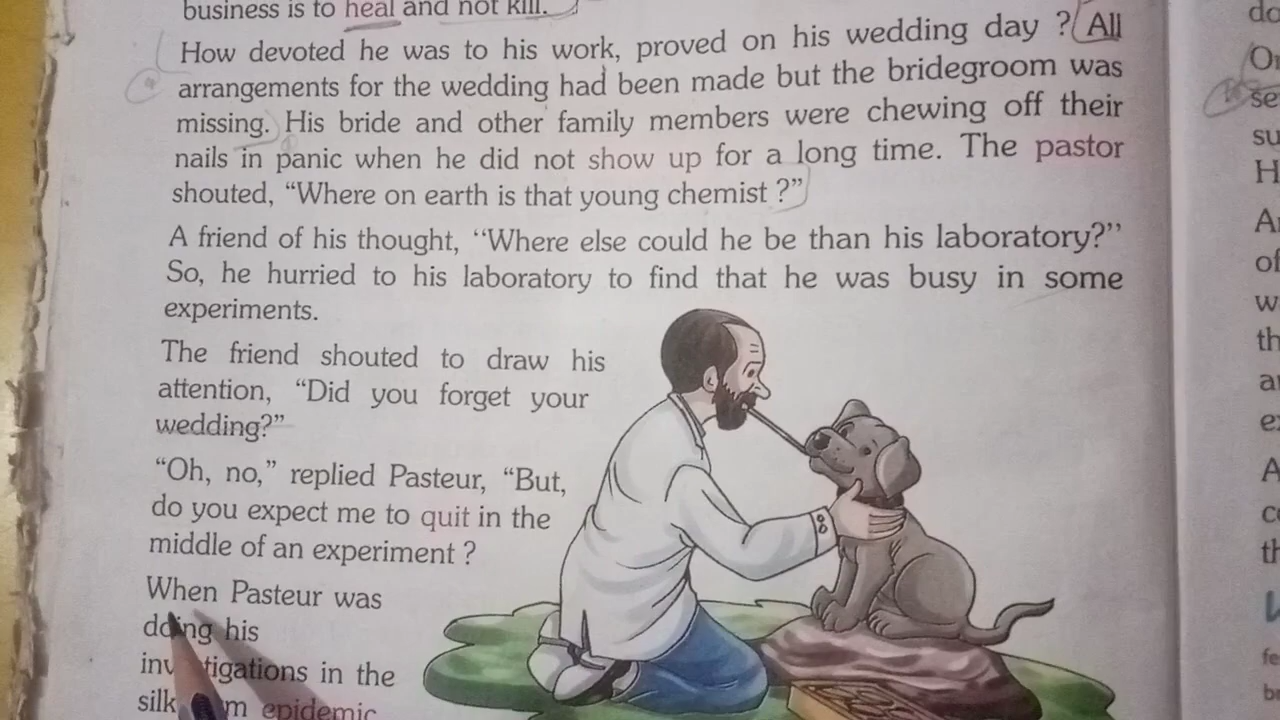 business is to heal and not kill.
How devoted he was to his work, proved on his wedding day ? All
arrangements for the wedding had been made but the bridegroom was
missing. His bride and other family members were chewing off their
nails in panic when he did not show up for a long time. The pastor
shouted, “Where on earth is that young chemist ?”
A friend of his thought, “Where else could he be than his laboratory?”
So, he hurried to his laboratory to find that he was busy in some
experiments.
The friend shouted to draw his
attention, “Did you forget your
wedding?”
“Oh, no,” replied Pasteur, “But,
do you expect me to quit in the
middle of an experiment ?
When Pasteur was
doing his
in the
epidemic